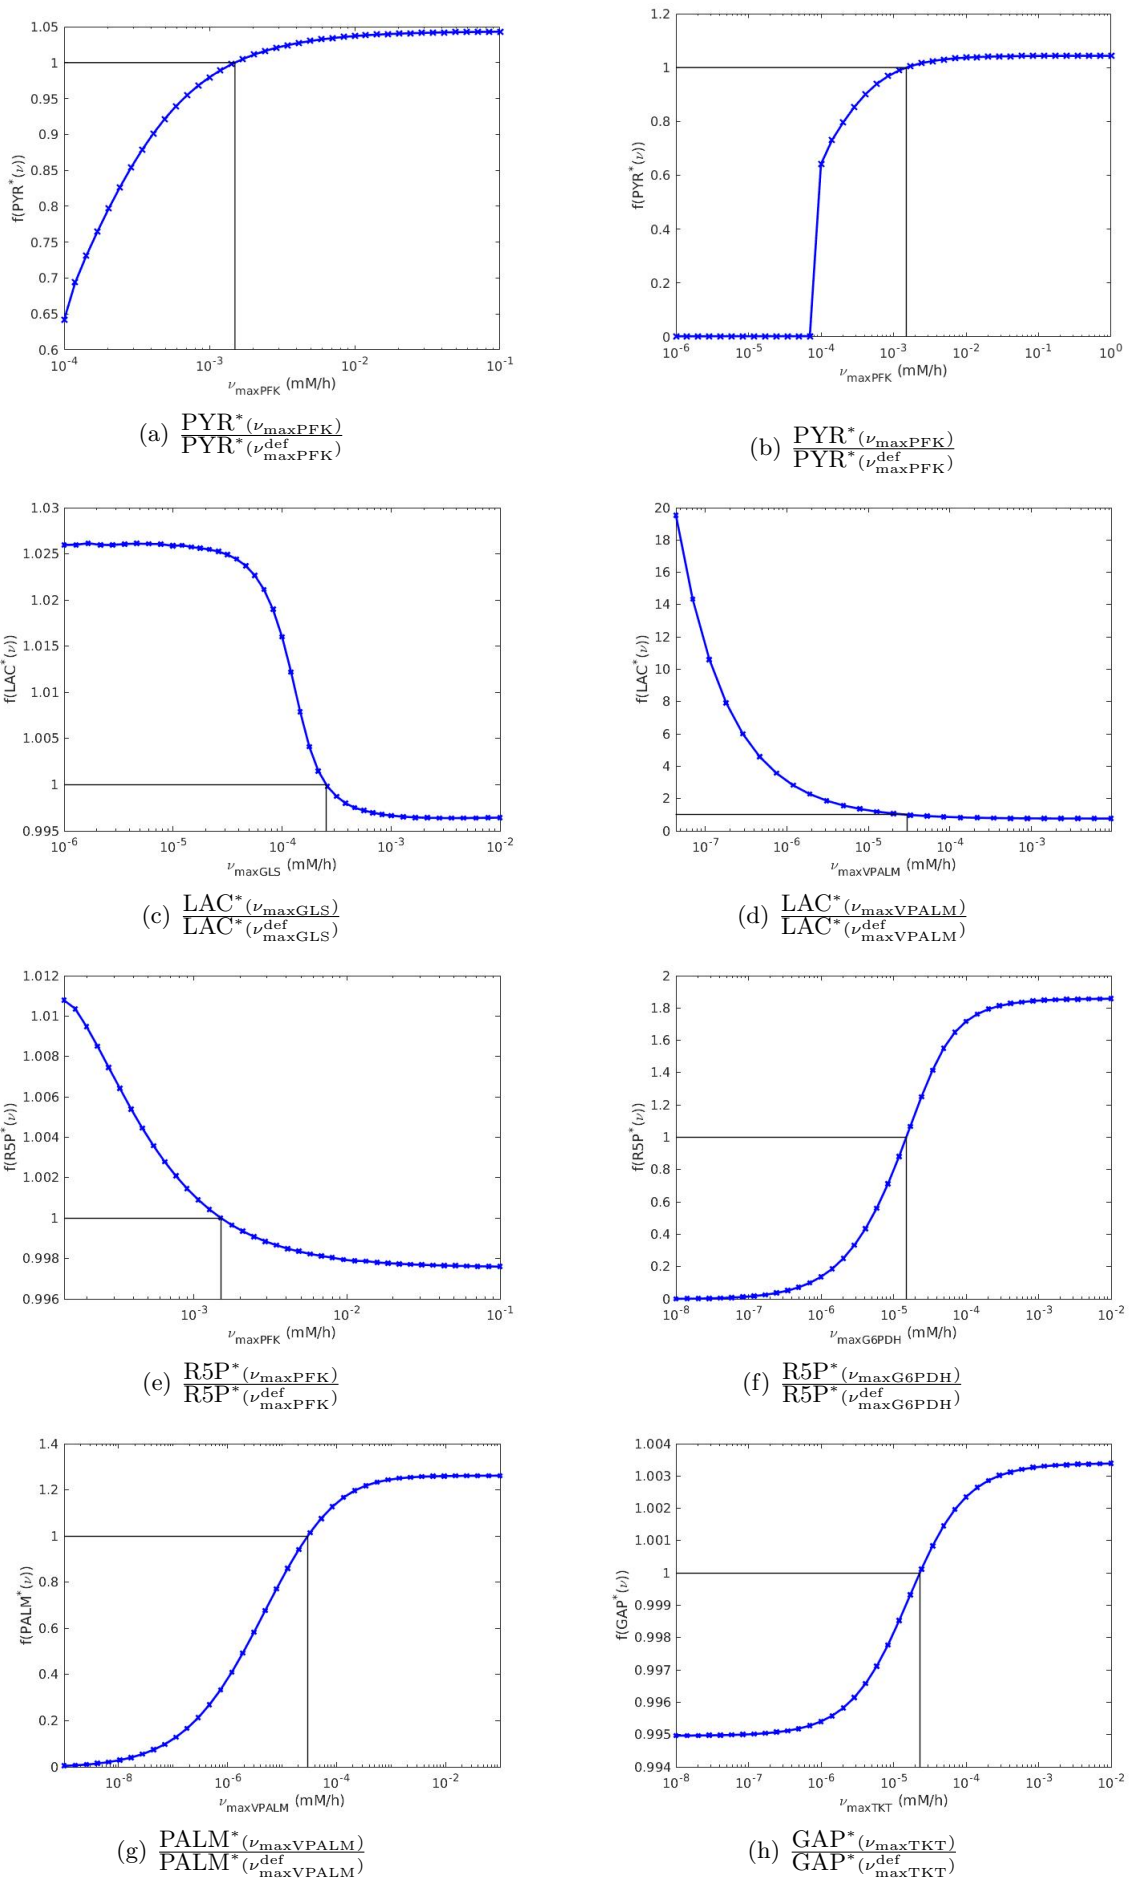 1.05
1
0.95
0.9
0.85
0.8
0.75
0.7
0.65
0.6
f(PYR*(ν))
10^-4 10^-3 10^-2 10^-1
ν_maxPFK (mM/h)
(a) PYR*(ν_maxPFK)
PYR*(ν^def_maxPFK)
1.2
1
0.8
0.6
0.4
0.2
0
f(PYR*(ν))
10^-6 10^-5 10^-4 10^-3 10^-2 10^-1 10^0
ν_maxPFK (mM/h)
(b) PYR*(ν_maxPFK)
PYR*(ν^def_maxPFK)
1.03
1.025
1.02
1.015
1.01
1.005
1
0.995
f(LAC*(ν))
10^-6 10^-5 10^-4 10^-3 10^-2
ν_maxGLS (mM/h)
(c) LAC*(ν_maxGLS)
LAC*(ν^def_maxGLS)
20
18
16
14
12
10
8
6
4
2
0
f(LAC*(ν))
10^-7 10^-6 10^-5 10^-4 10^-3
ν_maxVPALM (mM/h)
(d) LAC*(ν_maxVPALM)
LAC*(ν^def_maxVPALM)
1.012
1.01
1.008
1.006
1.004
1.002
1
0.998
0.996
f(R5P*(ν))
10^-3 10^-2 10^-1
ν_maxPFK (mM/h)
(e) R5P*(ν_maxPFK)
R5P*(ν^def_maxPFK)
2
1.8
1.6
1.4
1.2
1
0.8
0.6
0.4
0.2
0
f(R5P*(ν))
10^-8 10^-7 10^-6 10^-5 10^-4 10^-3 10^-2
ν_maxG6PDH (mM/h)
(f) R5P*(ν_maxG6PDH)
R5P*(ν^def_maxG6PDH)
1.4
1.2
1
0.8
0.6
0.4
0.2
0
f(PALM*(ν))
10^-8 10^-6 10^-4 10^-2
ν_maxVPALM (mM/h)
(g) PALM*(ν_maxVPALM)
PALM*(ν^def_maxVPALM)
1.004
1.003
1.002
1.001
1
0.999
0.998
0.997
0.996
0.995
0.994
f(GAP*(ν))
10^-8 10^-7 10^-6 10^-5 10^-4 10^-3 10^-2
ν_maxTKT (mM/h)
(h) GAP*(ν_maxTKT)
GAP*(ν^def_maxTKT)